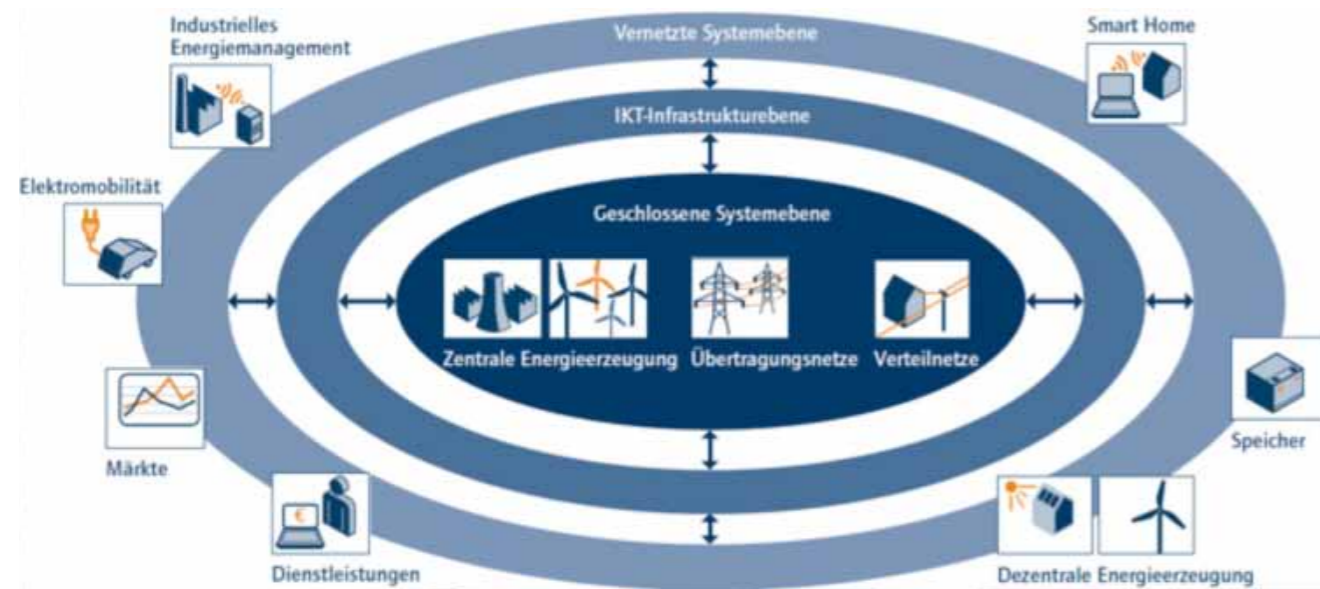 Industrielles
Energiemanagement
Vernetzte Systemebene
Smart Home
IKT-Infrastrukturebene
Elektromobilität
Geschlossene Systemebene
Zentrale Energieerzeugung
Übertragungsnetze
Verteilnetze
Märkte
Speicher
€
Dienstleistungen
Dezentrale Energieerzeugung